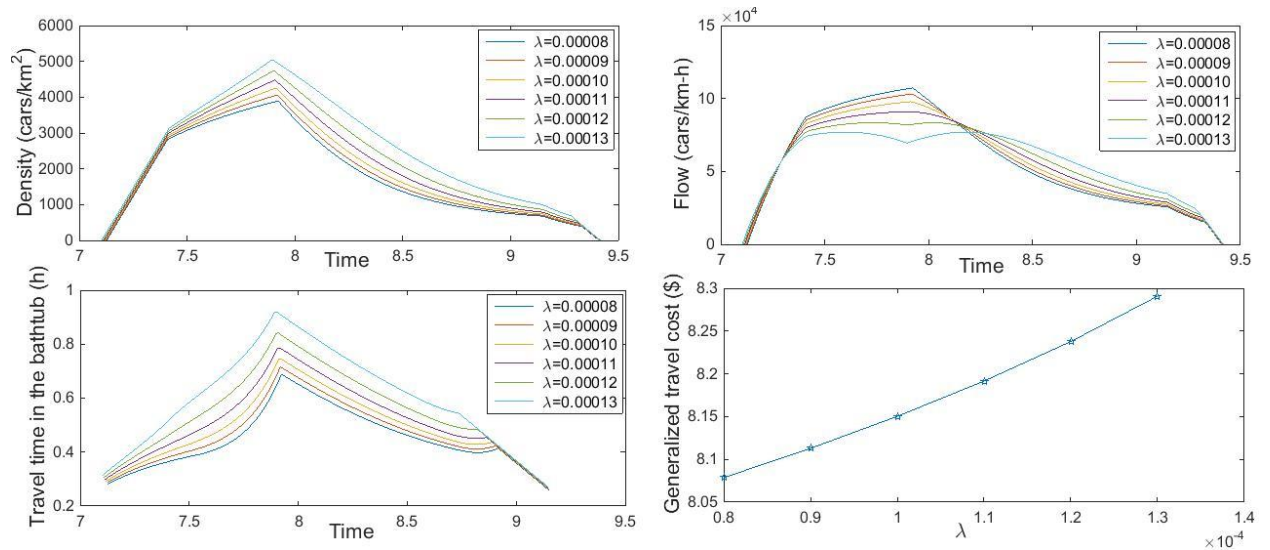 Density (cars/km²)
6000
5000
4000
3000
2000
1000
0
7
7.5
8
8.5
9
9.5
Time
λ=0.00008
λ=0.00009
λ=0.00010
λ=0.00011
λ=0.00012
λ=0.00013
Flow (cars/km-h)
×10⁴
15
10
5
0
7
7.5
8
8.5
9
9.5
Time
λ=0.00008
λ=0.00009
λ=0.00010
λ=0.00011
λ=0.00012
λ=0.00013
Travel time in the bathtub (h)
1
0.8
0.6
0.4
0.2
7
7.5
8
8.5
9
9.5
Time
λ=0.00008
λ=0.00009
λ=0.00010
λ=0.00011
λ=0.00012
λ=0.00013
Generalized travel cost ($)
8.3
8.25
8.2
8.15
8.1
8.05
0.8
0.9
1
1.1
1.2
1.3
1.4
λ
×10⁻⁴